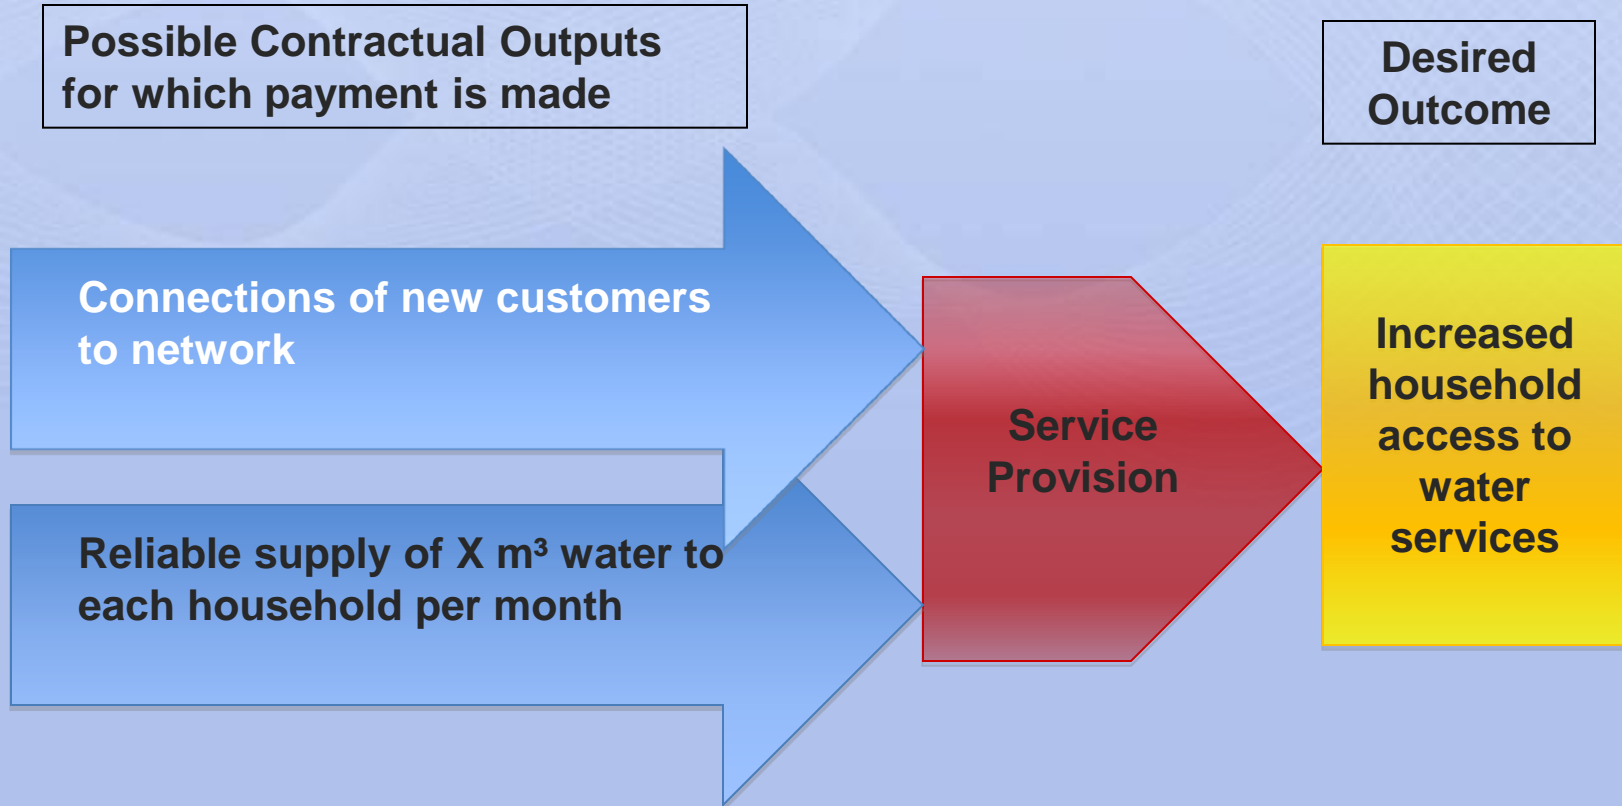 Possible Contractual Outputs
for which payment is made
Desired
Outcome
Connections of new customers
to network
Reliable supply of X m³ water to
each household per month
Service
Provision
Increased
household
access to
water
services